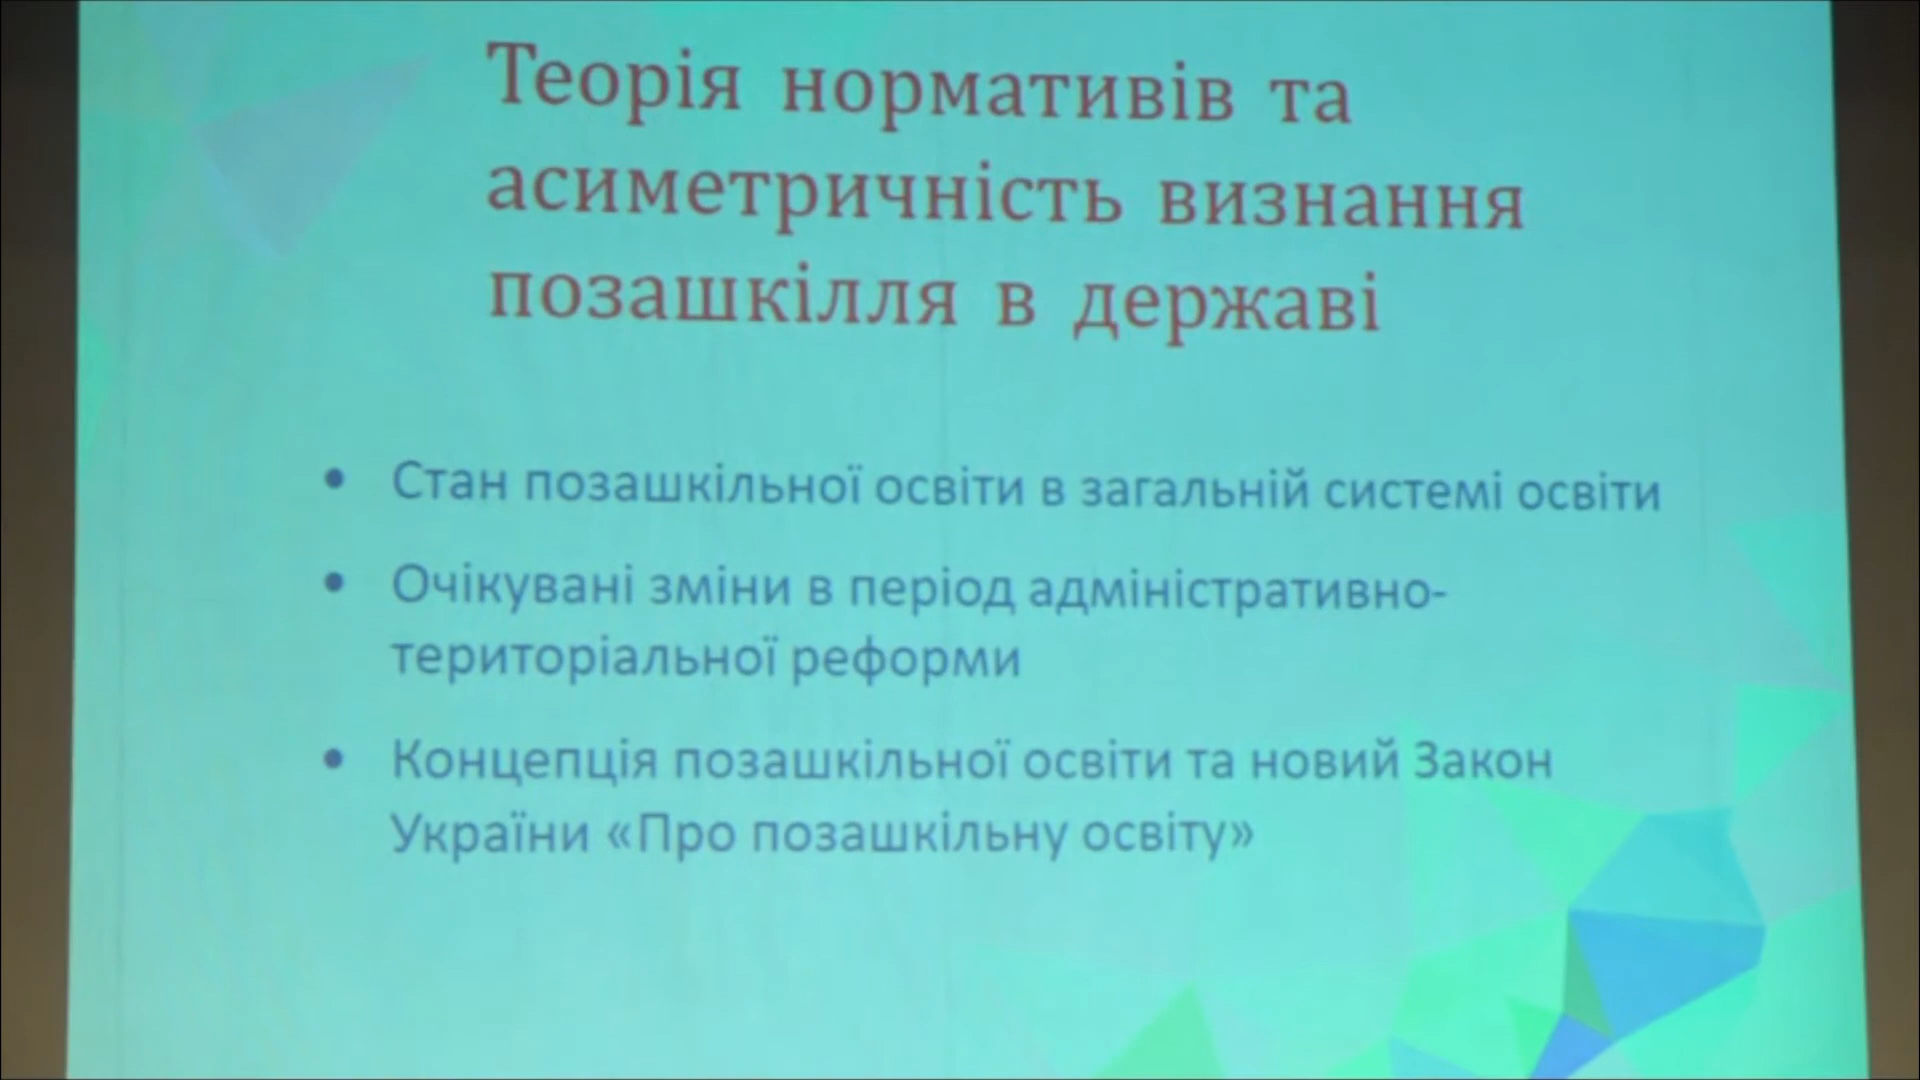 Теорія нормативів та
асиметричність визнання
позашкілля в державі
• Стан позашкільної освіти в загальній системі освіти
• Очікувані зміни в період адміністративно-
територіальної реформи
• Концепція позашкільної освіти та новий Закон
України «Про позашкільну освіту»